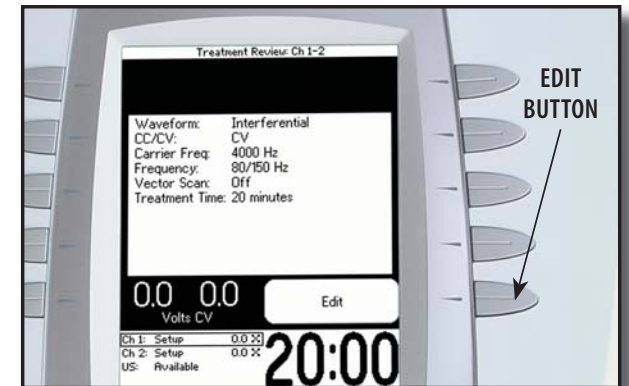 Treatment Review: Ch 1-2
Waveform: Interferential
CC/CV: CV
Carrier Freq: 4000 Hz
Frequency: 80/150 Hz
Vector Scan: Off
Treatment Time: 20 minutes
0.0 0.0
Volts CV
Edit
Ch 1: Setup 0.0 %
Ch 2: Setup 0.0 %
US: Available
20:00
EDIT
BUTTON